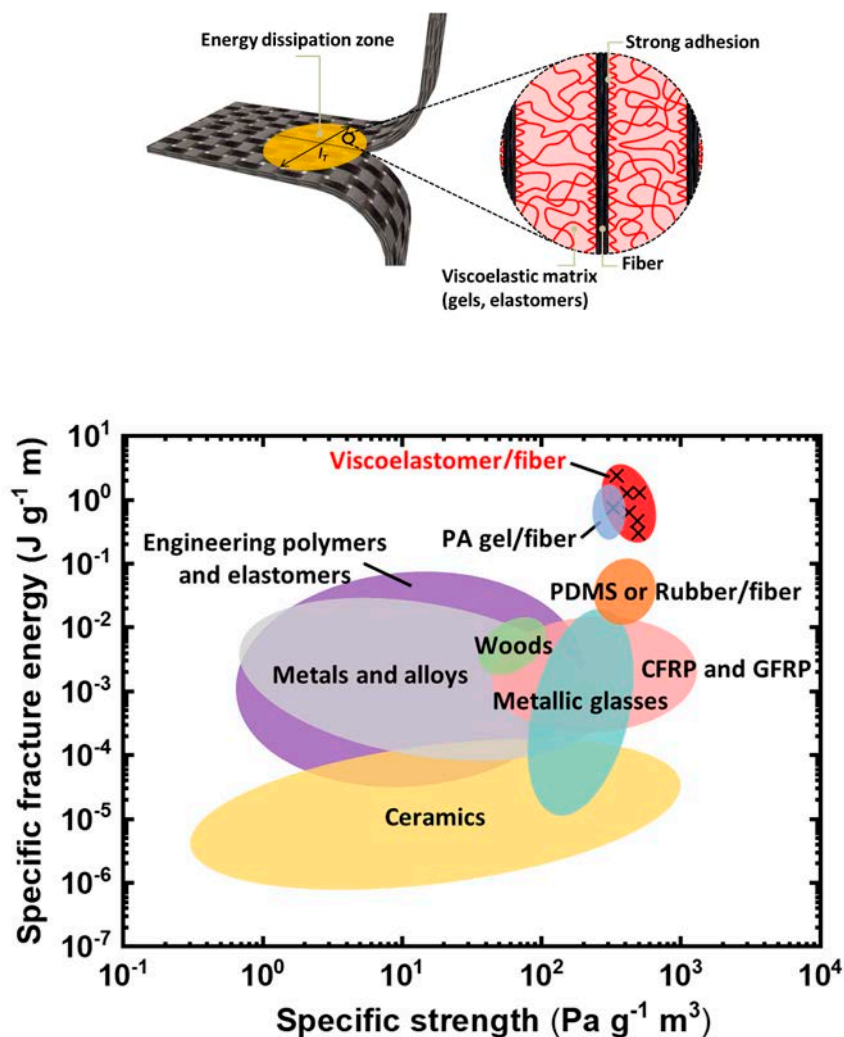 Energy dissipation zone
Strong adhesion
l_T
Viscoelastic matrix
(gels, elastomers)
Fiber
10^1
Viscoelastomer/fiber
10^0
PA gel/fiber
Engineering polymers
and elastomers
10^-1
PDMS or Rubber/fiber
10^-2
Woods
CFRP and GFRP
Metals and alloys
10^-3
Metallic glasses
10^-4
Ceramics
10^-5
10^-6
10^-7
10^-1 10^0 10^1 10^2 10^3 10^4
Specific fracture energy (J g^-1 m)
Specific strength (Pa g^-1 m^3)